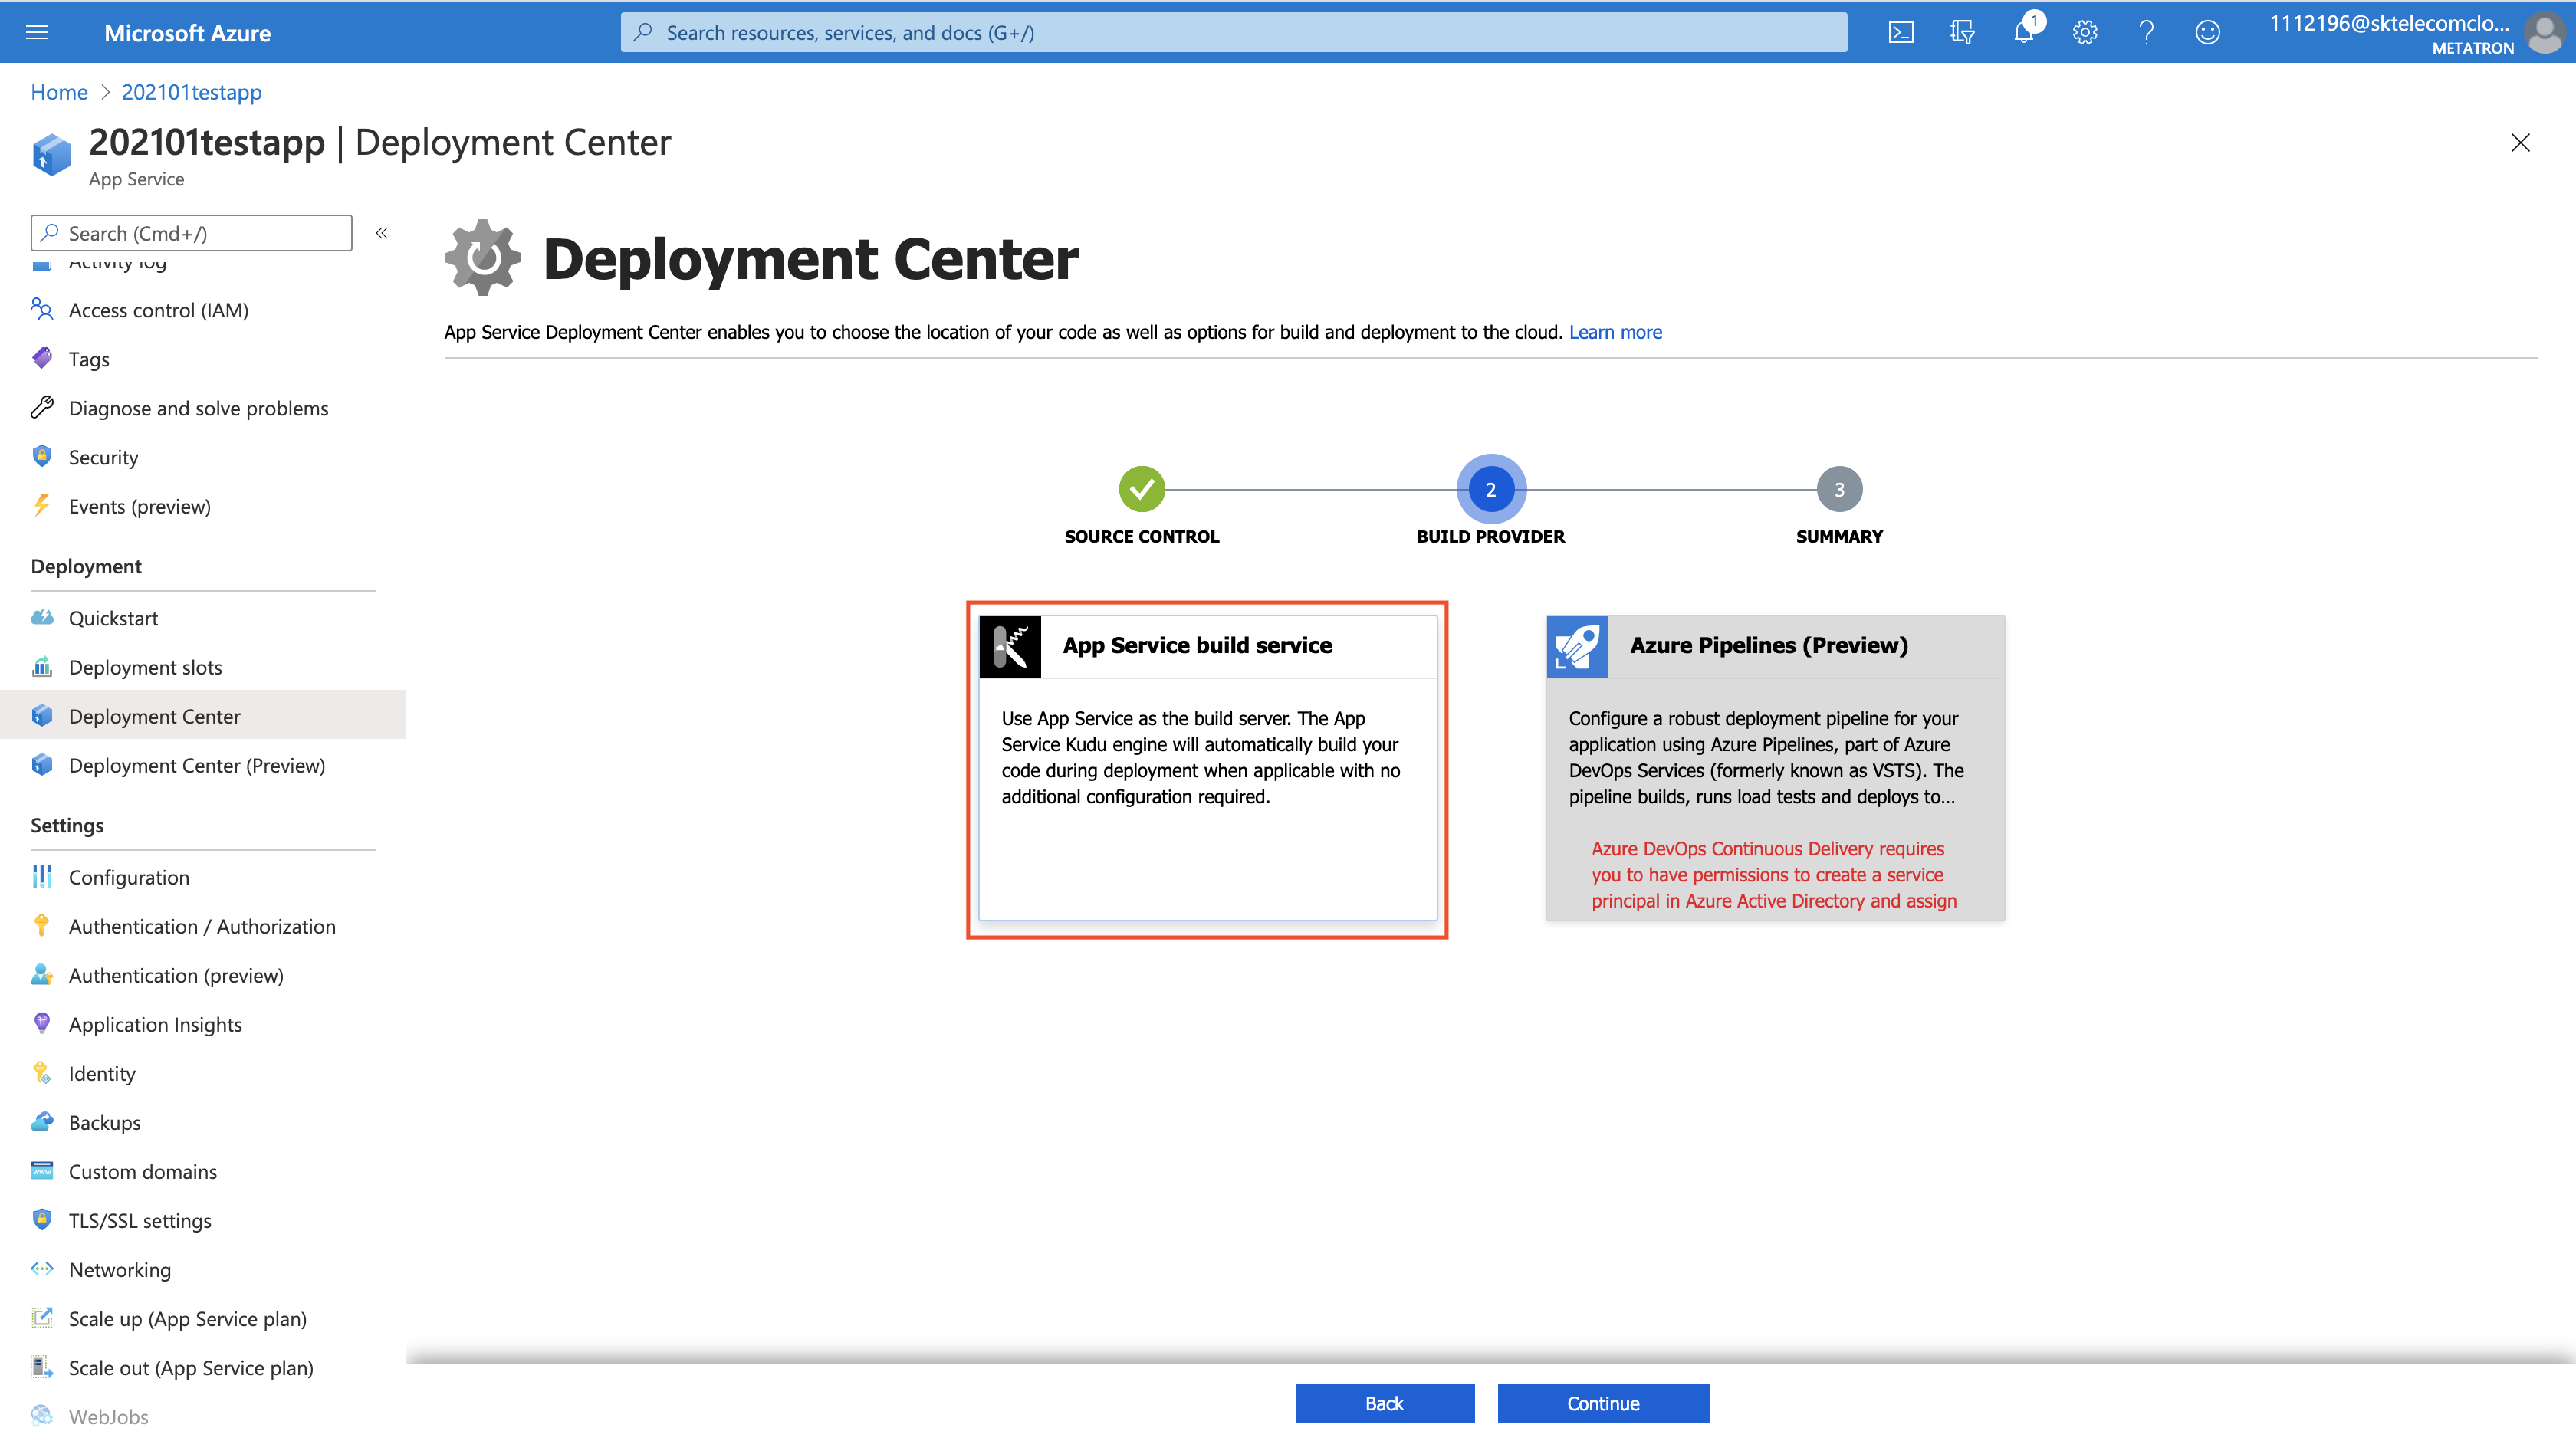 Microsoft Azure
Search resources, services, and docs (G+/)
1
1112196@sktelecomclo...
METATRON
Home > 202101testapp
202101testapp | Deployment Center
App Service
Search (Cmd+/)
«
Activity log
Access control (IAM)
Tags
Diagnose and solve problems
Security
Events (preview)
Deployment
Quickstart
Deployment slots
Deployment Center
Deployment Center (Preview)
Settings
Configuration
Authentication / Authorization
Authentication (preview)
Application Insights
Identity
Backups
Custom domains
TLS/SSL settings
Networking
Scale up (App Service plan)
Scale out (App Service plan)
WebJobs
Deployment Center
App Service Deployment Center enables you to choose the location of your code as well as options for build and deployment to the cloud. Learn more
2
3
SOURCE CONTROL
BUILD PROVIDER
SUMMARY
App Service build service
Use App Service as the build server. The App
Service Kudu engine will automatically build your
code during deployment when applicable with no
additional configuration required.
Azure Pipelines (Preview)
Configure a robust deployment pipeline for your
application using Azure Pipelines, part of Azure
DevOps Services (formerly known as VSTS). The
pipeline builds, runs load tests and deploys to...
Azure DevOps Continuous Delivery requires
you to have permissions to create a service
principal in Azure Active Directory and assign
Back
Continue